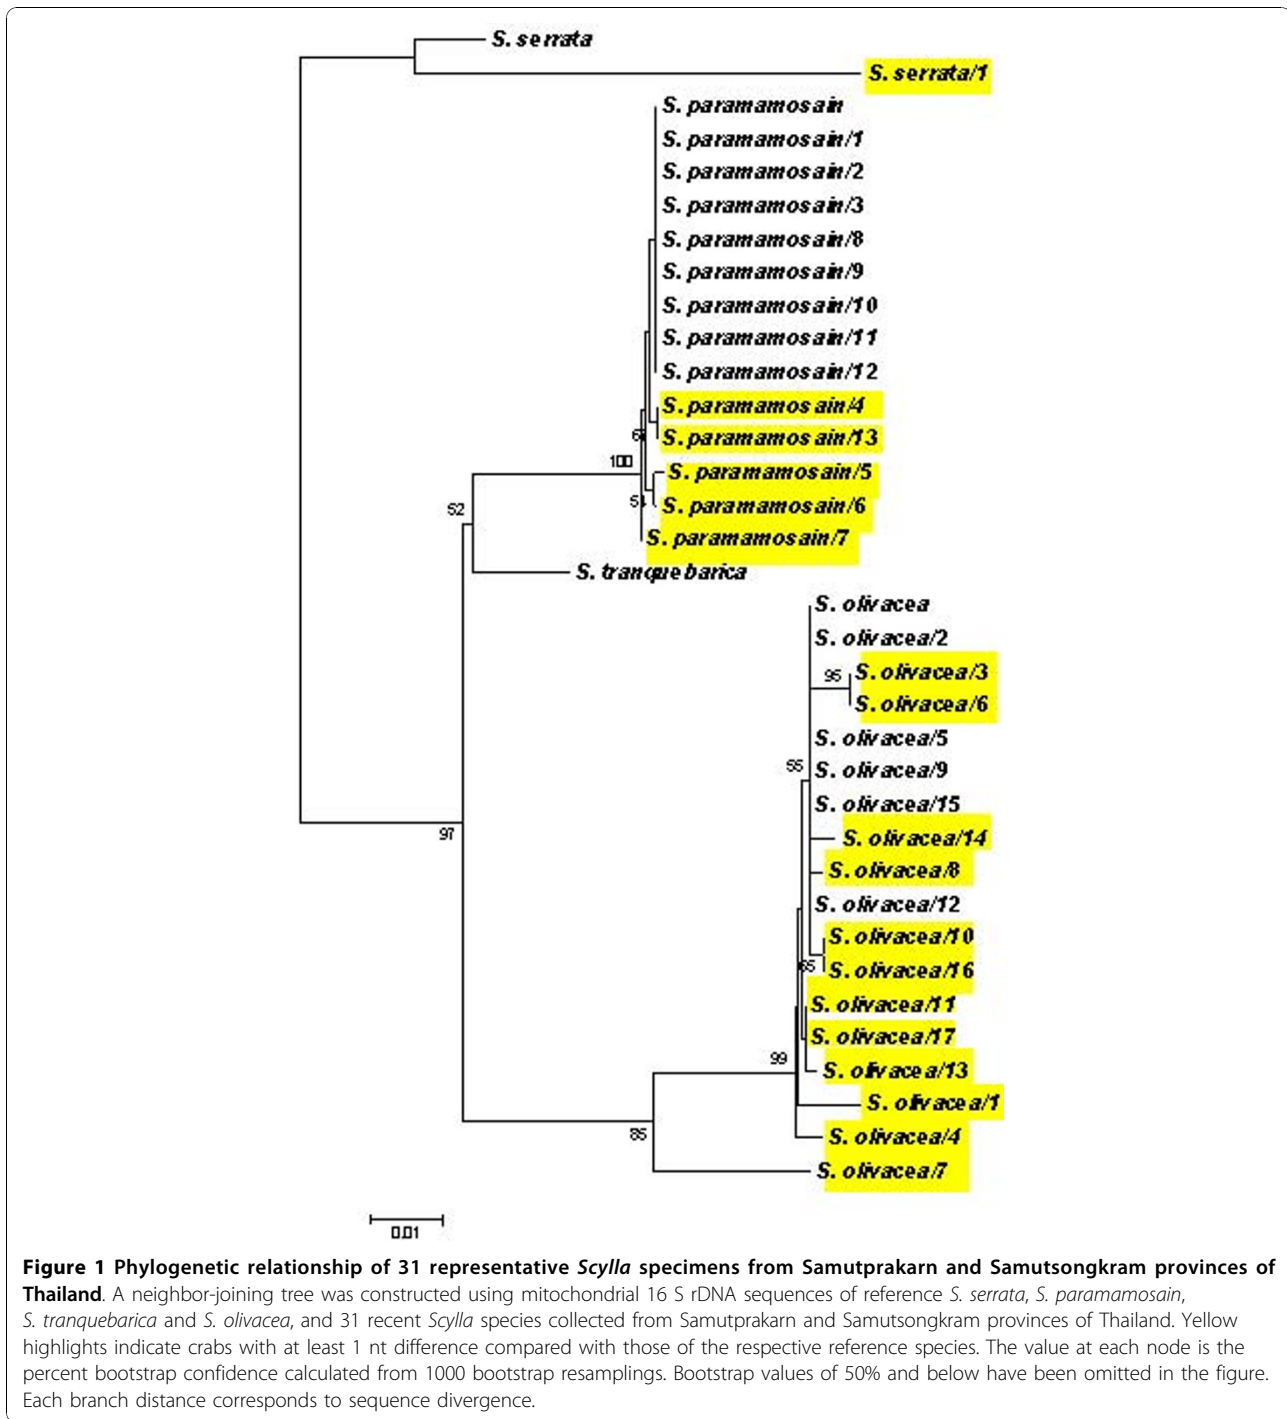 S. serrata
S. serrata/1
S. paramamosain
S. paramamosain/1
S. paramamosain/2
S. paramamosain/3
S. paramamosain/8
S. paramamosain/9
S. paramamosain/10
S. paramamosain/11
S. paramamosain/12
S. paramamosain/4
S. paramamosain/13
100
S. paramamosain/5
S. paramamosain/6
S. paramamosain/7
52
S. tranquebarica
S. olivacea
S. olivacea/2
95 S. olivacea/3
S. olivacea/6
S. olivacea/5
55 S. olivacea/9
S. olivacea/15
S. olivacea/14
97
S. olivacea/8
S. olivacea/12
S. olivacea/10
S. olivacea/16
S. olivacea/11
S. olivacea/17
99
S. olivacea/13
S. olivacea/1
85 S. olivacea/4
S. olivacea/7
0.01
Figure 1 Phylogenetic relationship of 31 representative Scylla specimens from Samutprakarn and Samutsongkram provinces of
Thailand. A neighbor-joining tree was constructed using mitochondrial 16 S rDNA sequences of reference S. serrata, S. paramamosain,
S. tranquebarica and S. olivacea, and 31 recent Scylla species collected from Samutprakarn and Samutsongkram provinces of Thailand. Yellow
highlights indicate crabs with at least 1 nt difference compared with those of the respective reference species. The value at each node is the
percent bootstrap confidence calculated from 1000 bootstrap resamplings. Bootstrap values of 50% and below have been omitted in the figure.
Each branch distance corresponds to sequence divergence.